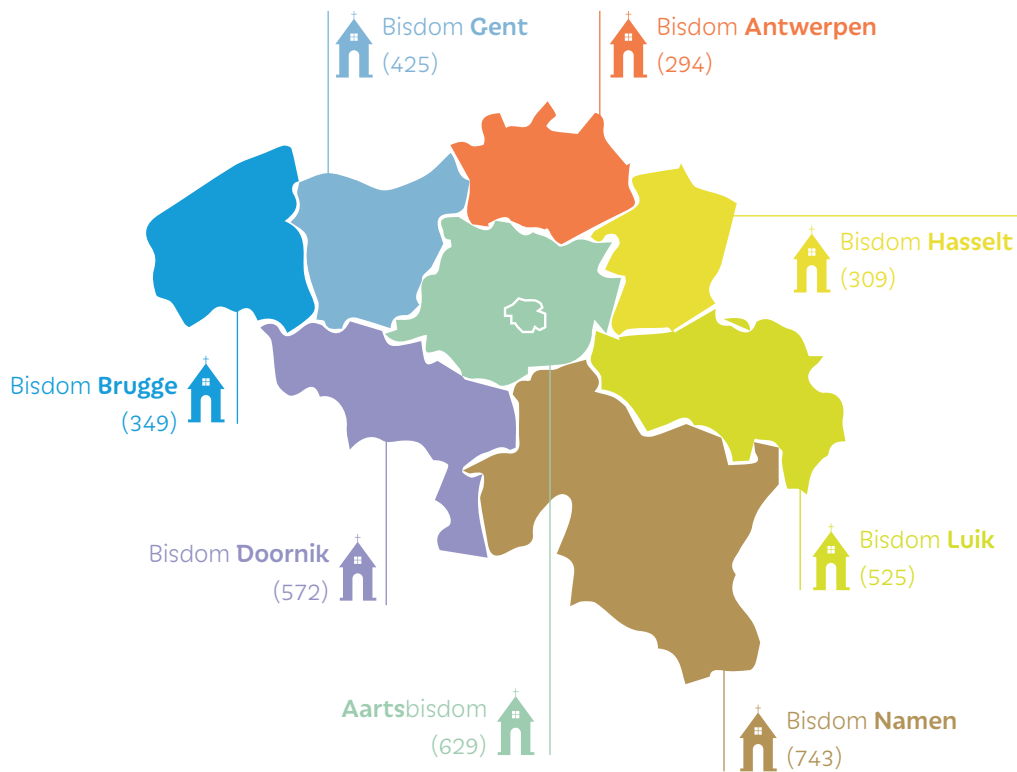 Bisdom Gent
(425)
Bisdom Antwerpen
(294)
Bisdom Hasselt
(309)
Bisdom Brugge
(349)
Bisdom Doornik
(572)
Bisdom Luik
(525)
Aartsbisdom
(629)
Bisdom Namen
(743)